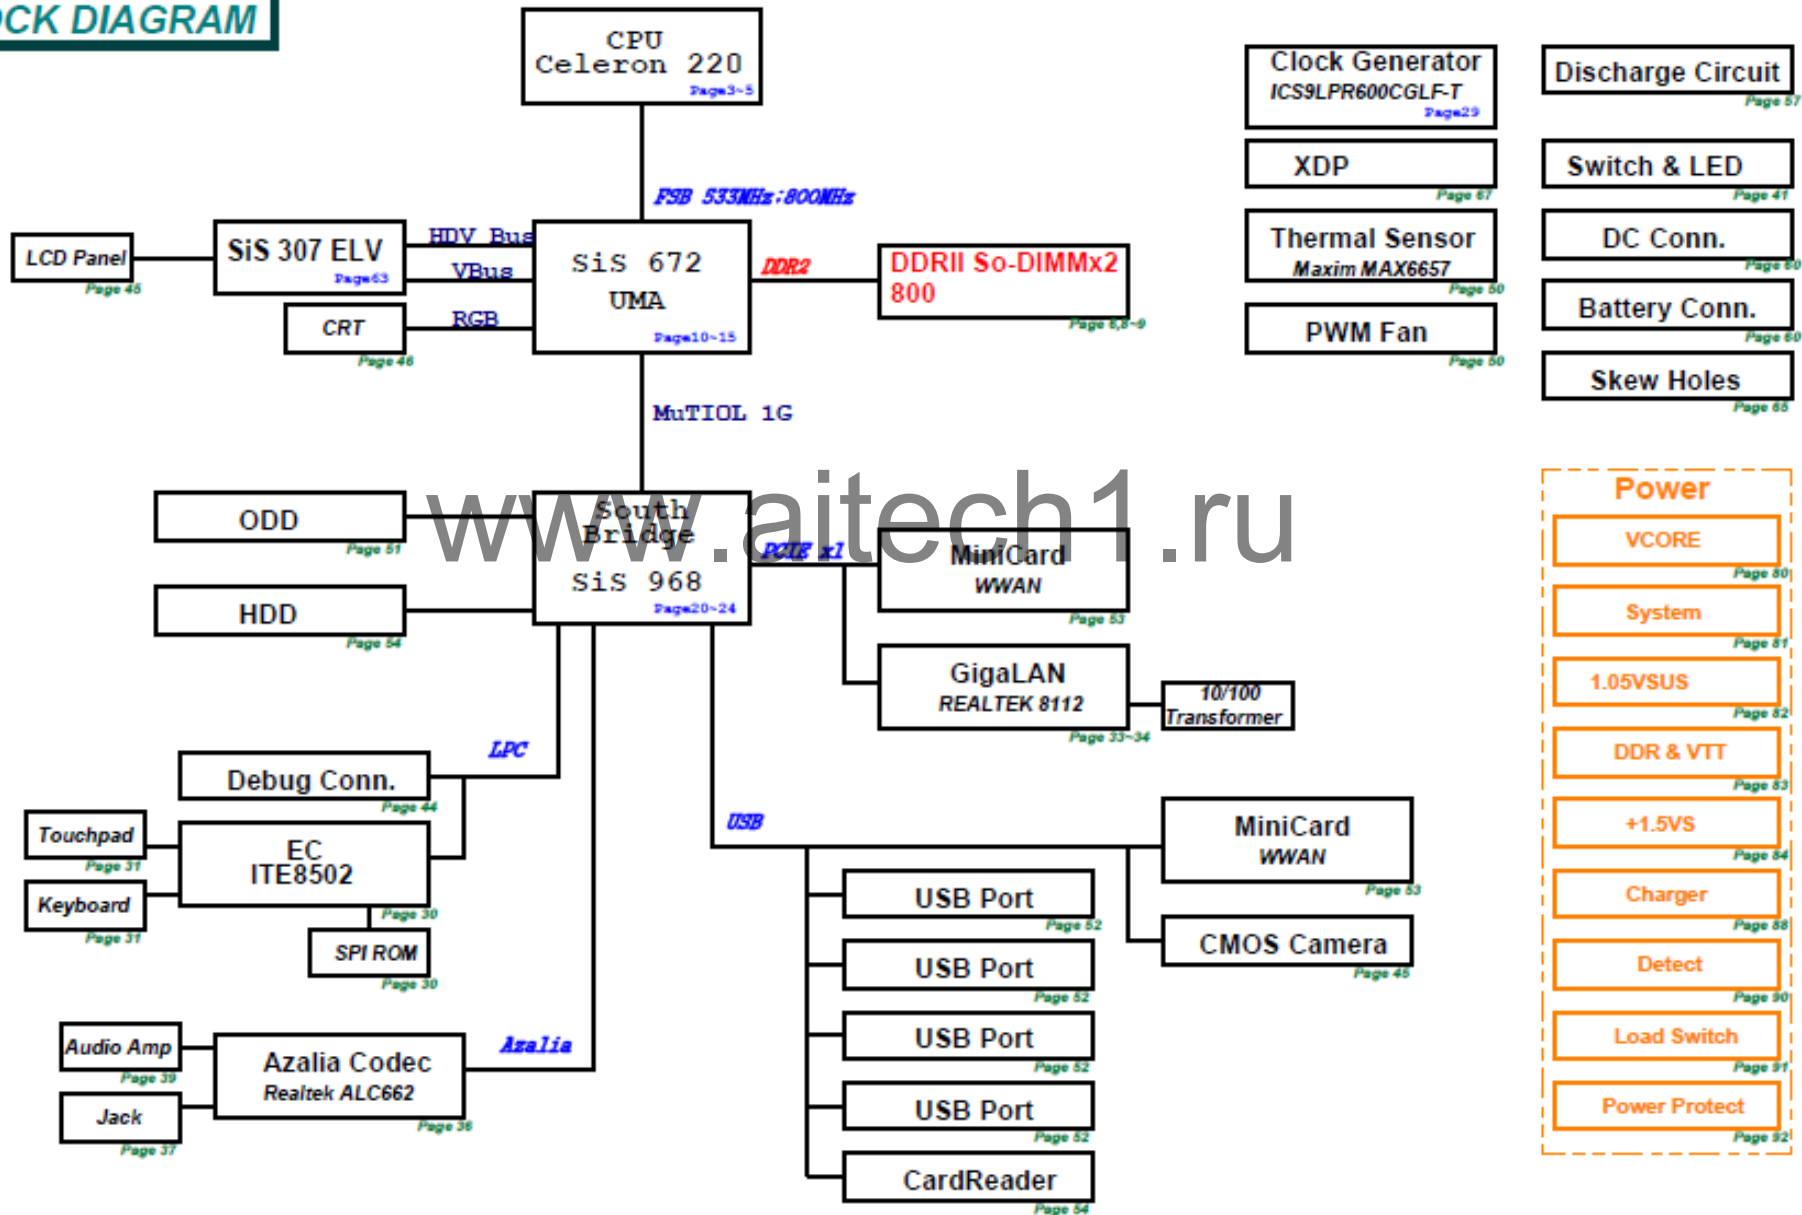 OCK DIAGRAM
CPU
Celeron 220
Page3~5
FSB 533MHz;800MHz
LCD Panel
Page 45
SiS 307 ELV
Page63
HDV Bus
VBus
RGB
CRT
Page 46
SiS 672
UMA
Page10~15
DDR2
DDRII So-DIMMx2
800
Page 6,8~9
MuTIOL 1G
ODD
Page 51
HDD
Page 54
South
Bridge
SiS 968
Page20~24
www.aitech1.ru
PCIE x1
MiniCard
WWAN
Page 53
GigaLAN
REALTEK 8112
Page 33~34
10/100
Transformer
LPC
Debug Conn.
Page 44
Touchpad
Page 31
Keyboard
Page 31
EC
ITE8502
Page 30
SPI ROM
Page 30
Audio Amp
Page 39
Jack
Page 37
Azalia Codec
Realtek ALC662
Page 36
Azalia
USB
MiniCard
WWAN
Page 53
CMOS Camera
Page 45
USB Port
Page 52
USB Port
Page 52
USB Port
Page 52
USB Port
Page 52
CardReader
Page 54
Clock Generator
ICS9LPR600CGLF-T
Page29
XDP
Page 67
Thermal Sensor
Maxim MAX6657
Page 50
PWM Fan
Page 50
Discharge Circuit
Page 57
Switch & LED
Page 41
DC Conn.
Page 60
Battery Conn.
Page 60
Skew Holes
Page 65
Power
VCORE
Page 80
System
Page 81
1.05VSUS
Page 82
DDR & VTT
Page 83
+1.5VS
Page 84
Charger
Page 88
Detect
Page 90
Load Switch
Page 91
Power Protect
Page 92